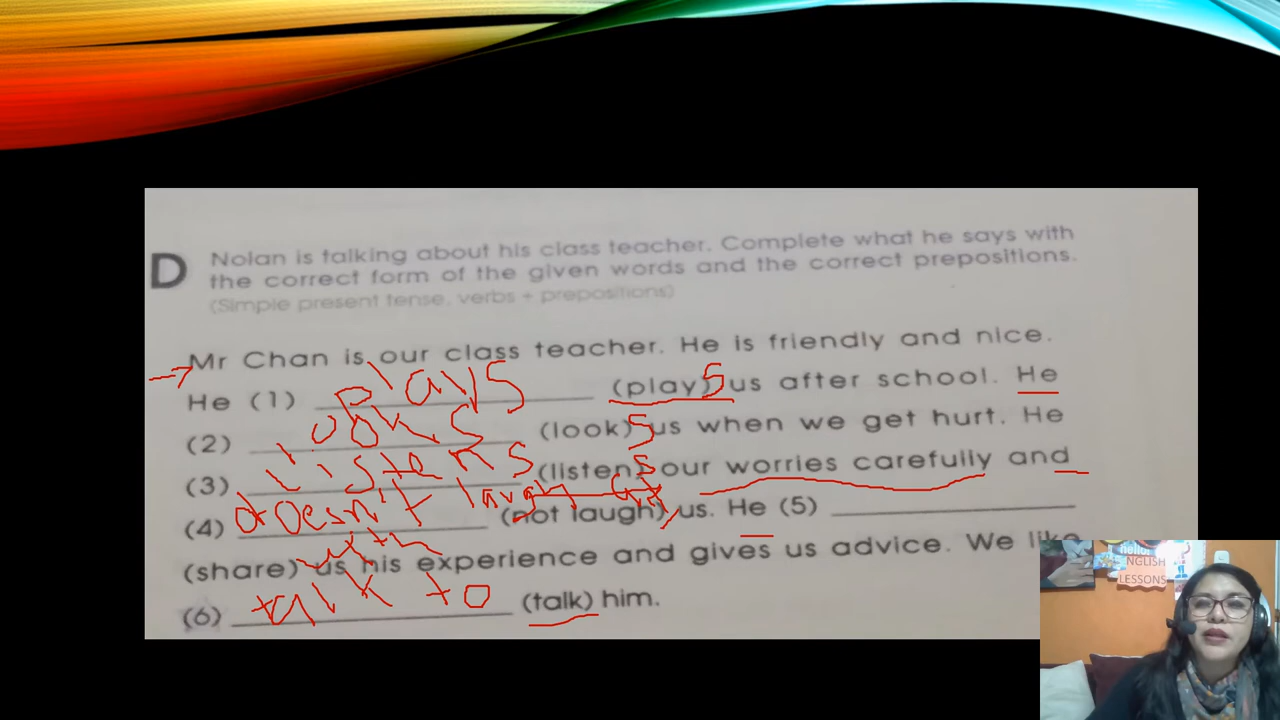 D Nolan is talking about his class teacher. Complete what he says with
the correct form of the given words and the correct prepositions.
(Simple present tense, verbs + prepositions)
Mr Chan is our class teacher. He is friendly and nice.
plays
He (1) (play) s us after school. He
looks
(2) (look) s us when we get hurt. He
listens
(3) (listen) s our worries carefully and
doesn't laugh at
(4) (not laugh) us. He (5)
with
(share) us his experience and gives us advice. We like
talk to
(6) (talk) him.
hello!
ENGLISH
LESSONS